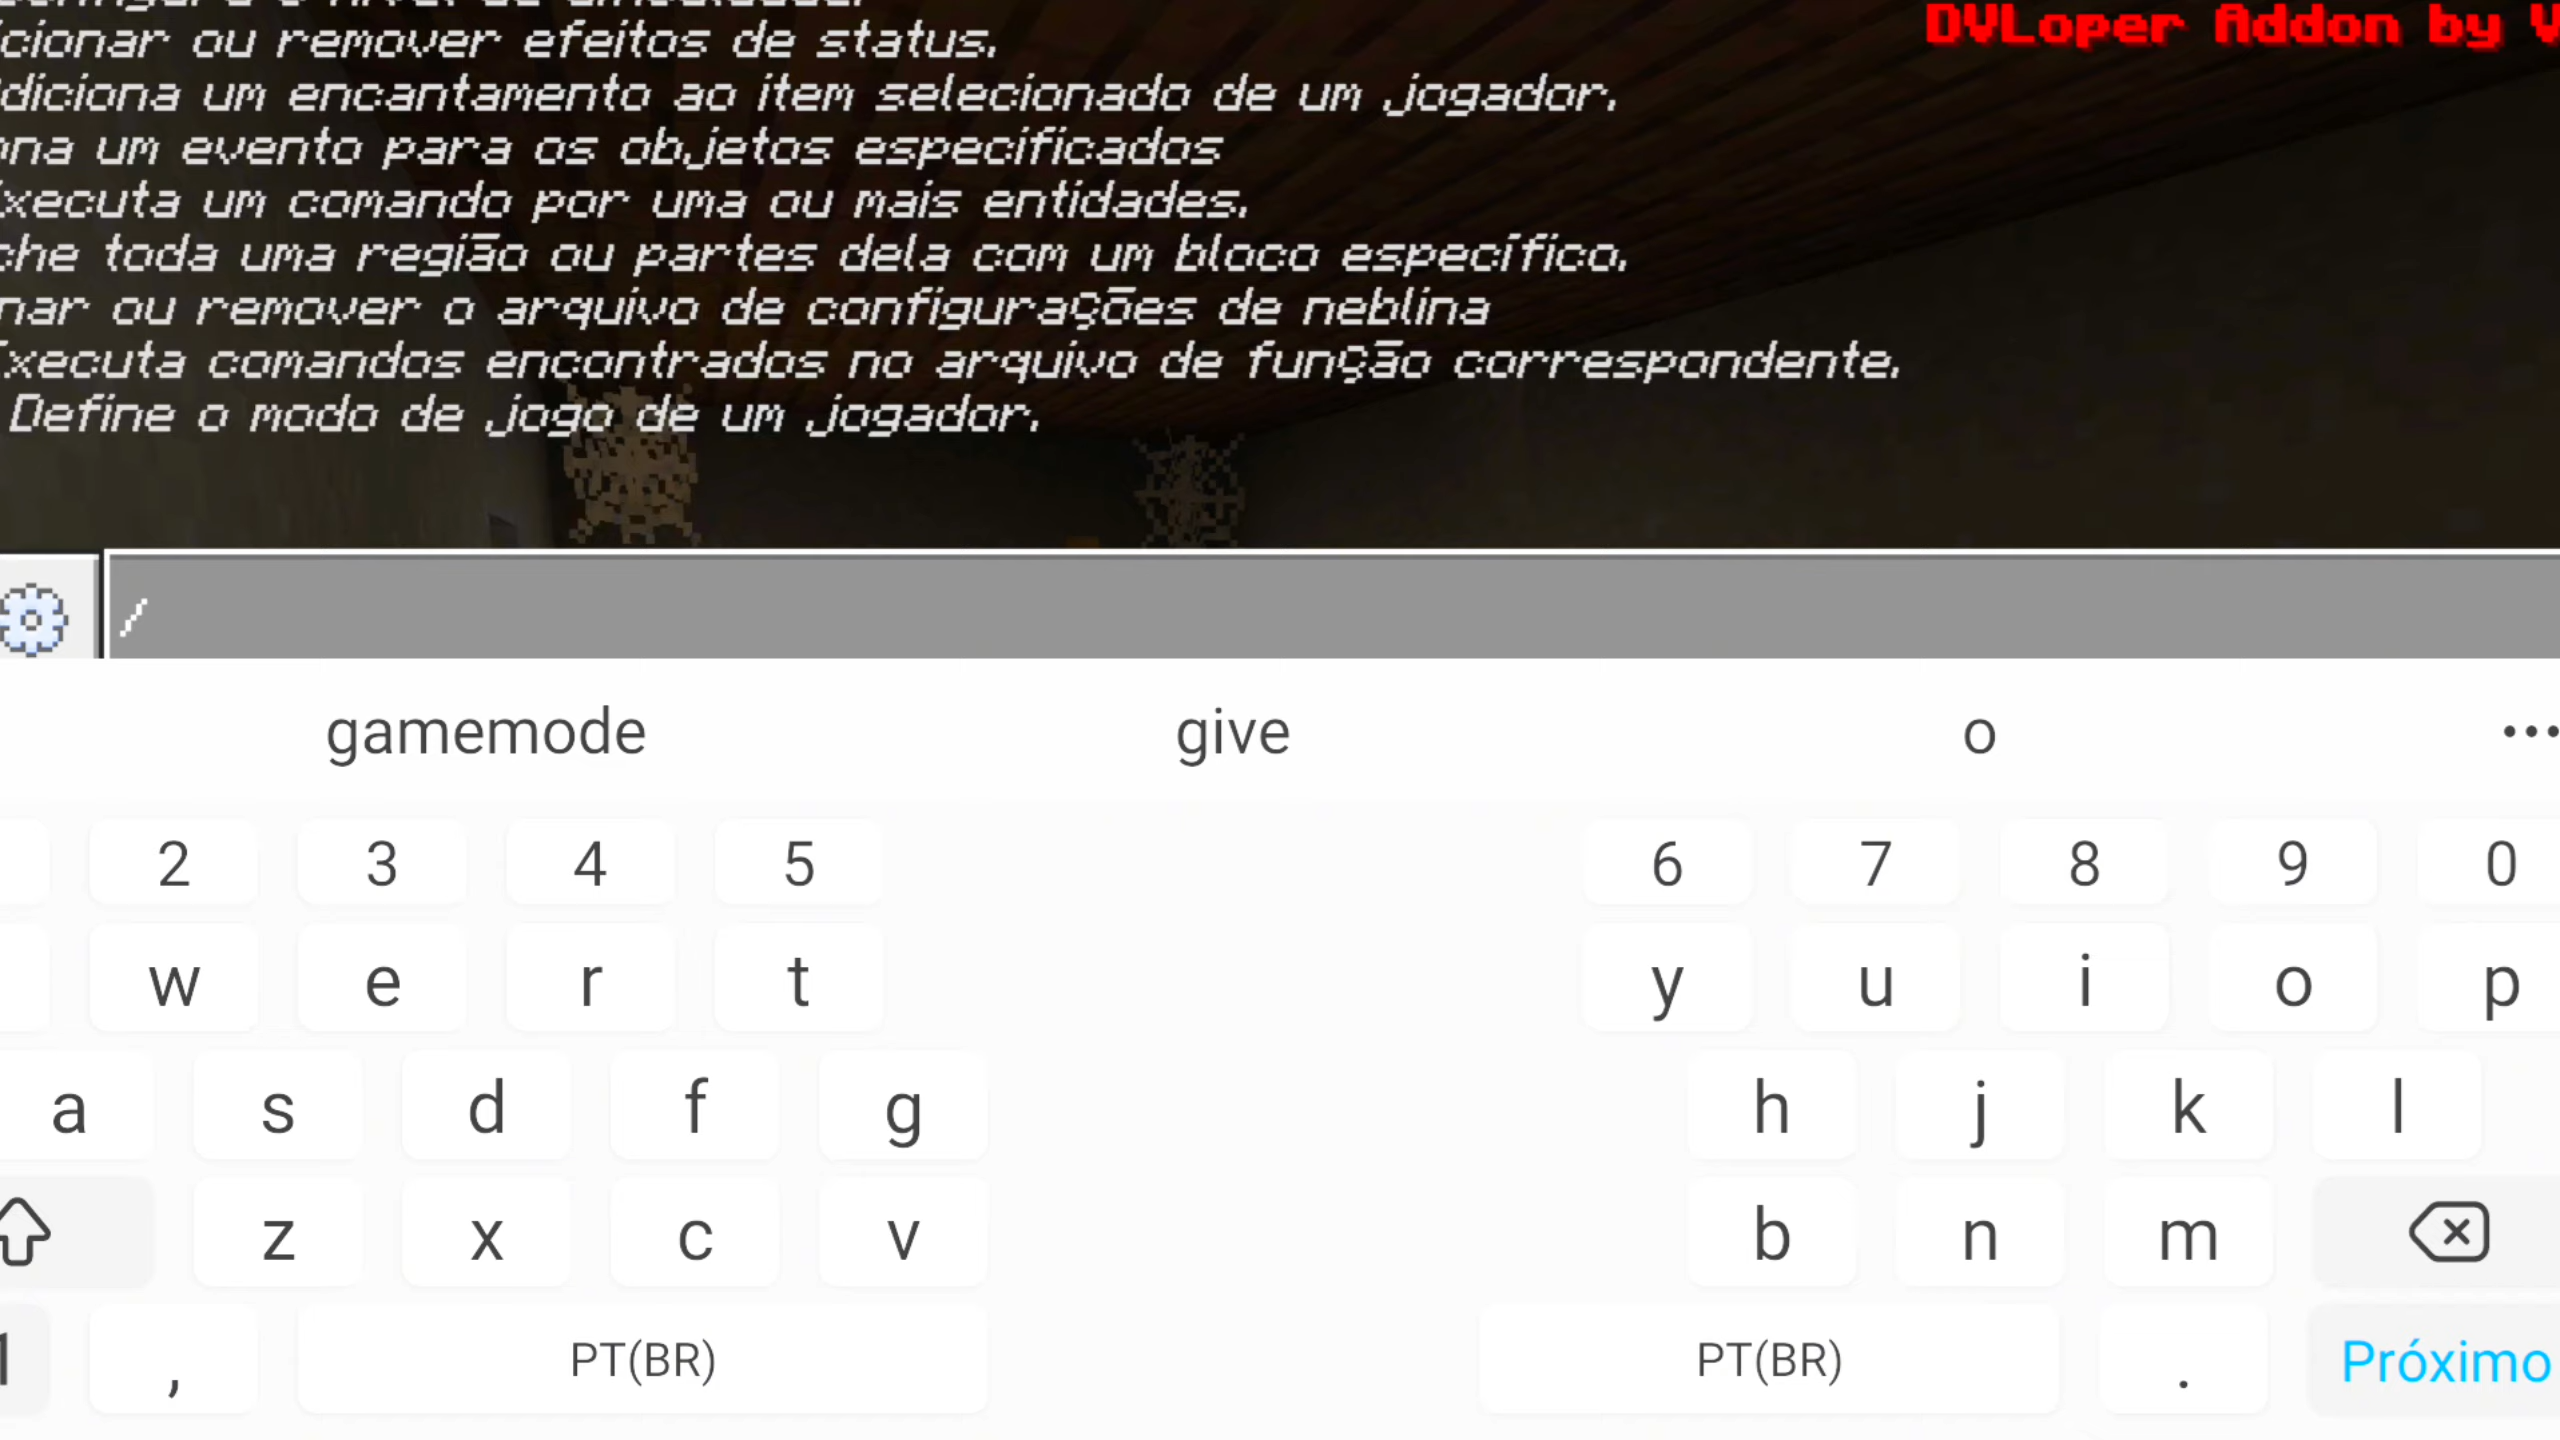 DVLoper Addon by
cionar ou remover efeitos de status.
diciona um encantamento ao item selecionado de um jogador.
ona um evento para os objetos especificados
Executa um comando por uma ou mais entidades.
che toda uma região ou partes dela com um bloco específico.
nar ou remover o arquivo de configurações de neblina
Executa comandos encontrados no arquivo de função correspondente.
Define o modo de jogo de um jogador.
/
gamemode give o ...
2 3 4 5 6 7 8 9 0
w e r t y u i o p
a s d f g h j k l
z x c v b n m
, PT(BR) PT(BR) . Próximo